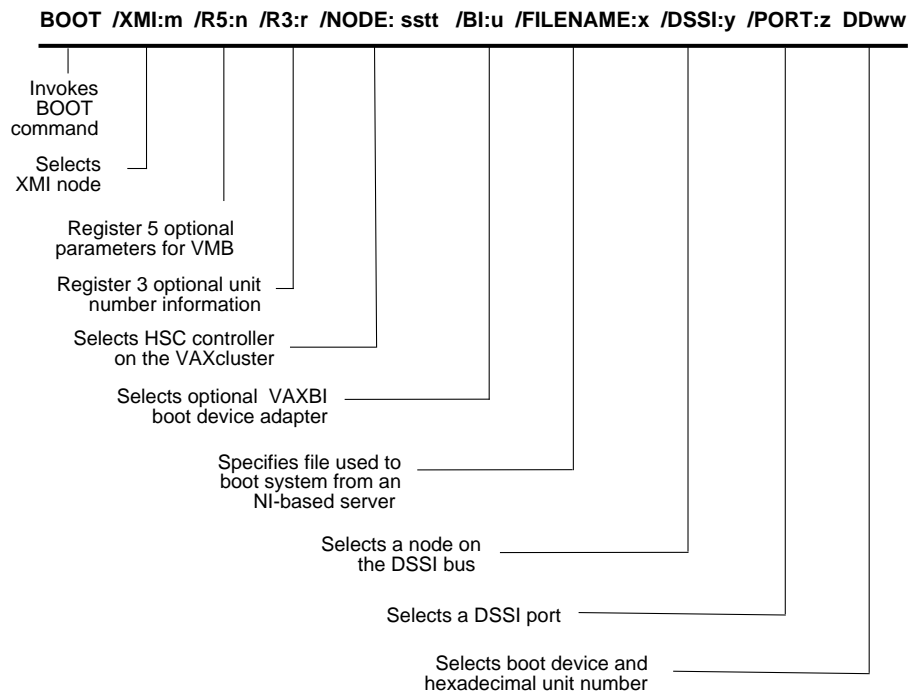 BOOT /XMI:m /R5:n /R3:r /NODE: sstt /BI:u /FILENAME:x /DSSI:y /PORT:z DDww
Invokes
BOOT
command
Selects
XMI node
Register 5 optional
parameters for VMB
Register 3 optional unit
number information
Selects HSC controller
on the VAXcluster
Selects optional VAXBI
boot device adapter
Specifies file used to
boot system from an
NI-based server
Selects a node on
the DSSI bus
Selects a DSSI port
Selects boot device and
hexadecimal unit number